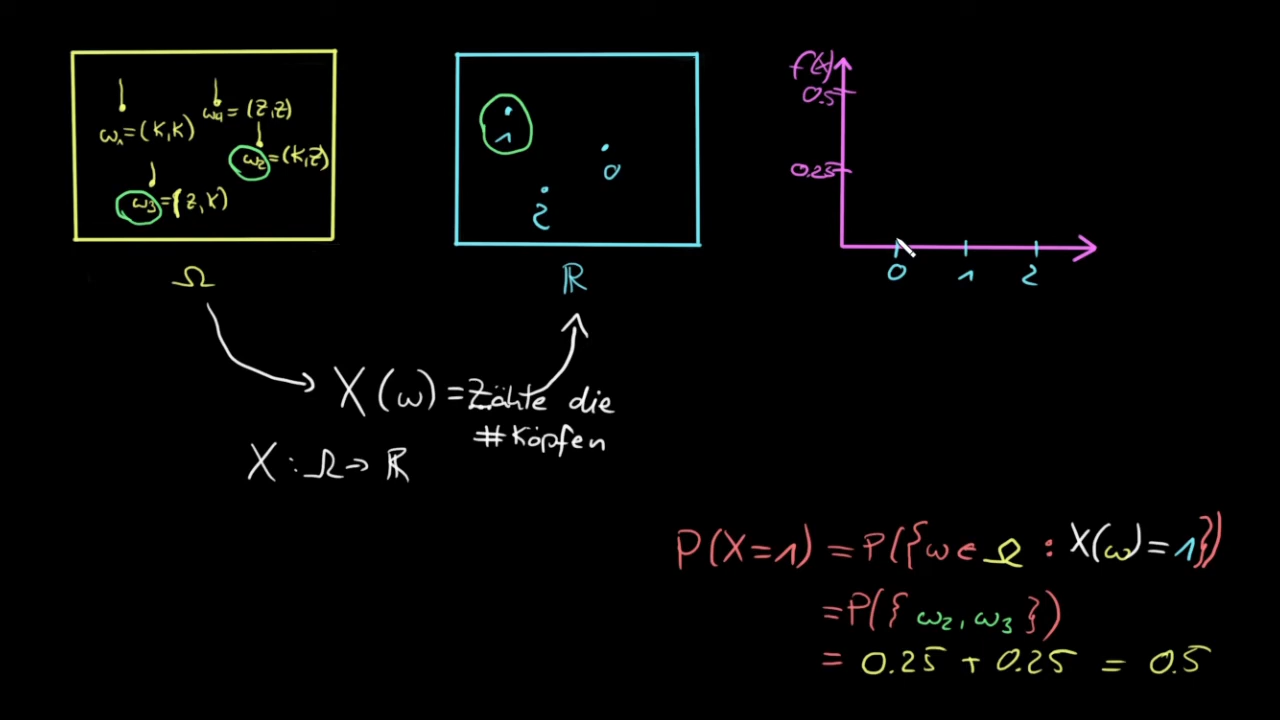 ω₁=(K,K)
ω₄=(Z,Z)
ω₂=(K,Z)
ω₃=(Z,K)
Ω
1
0
2
ℝ
f(x)
0.5
0.25
0 1 2
X(ω)=Zähte die
#Köpfen
X:Ω→ℝ
P(X=1)=P({ω∈Ω:X(ω)=1})
=P({ω₂,ω₃})
=0.25+0.25=0.5